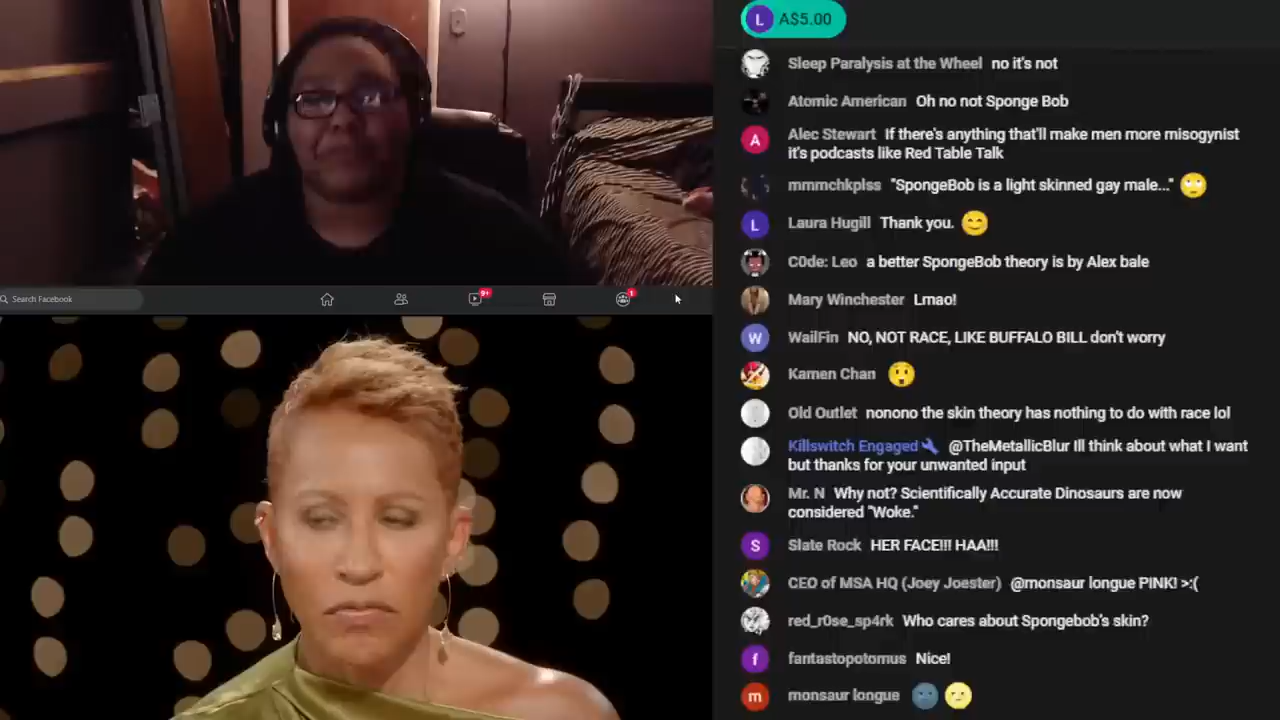 L A$5.00
Sleep Paralysis at the Wheel no it's not
Atomic American Oh no not Sponge Bob
A Alec Stewart If there's anything that'll make men more misogynist
it's podcasts like Red Table Talk
mmmchkplss "SpongeBob is a light skinned gay male..."
L Laura Hugill Thank you.
C0de: Leo a better SpongeBob theory is by Alex bale
Mary Winchester Lmao!
W WailFin NO, NOT RACE, LIKE BUFFALO BILL don't worry
Kamen Chan
Old Outlet nonono the skin theory has nothing to do with race lol
Killswitch Engaged @TheMetallicBlur Ill think about what I want
but thanks for your unwanted input
Mr. N Why not? Scientifically Accurate Dinosaurs are now
considered "Woke."
S Slate Rock HER FACE!!! HAA!!!
CEO of MSA HQ (Joey Joester) @monsaur longue PINK! >:(
red_r0se_sp4rk Who cares about Spongebob's skin?
f fantastopotomus Nice!
m monsaur longue
Search Facebook
9+
1